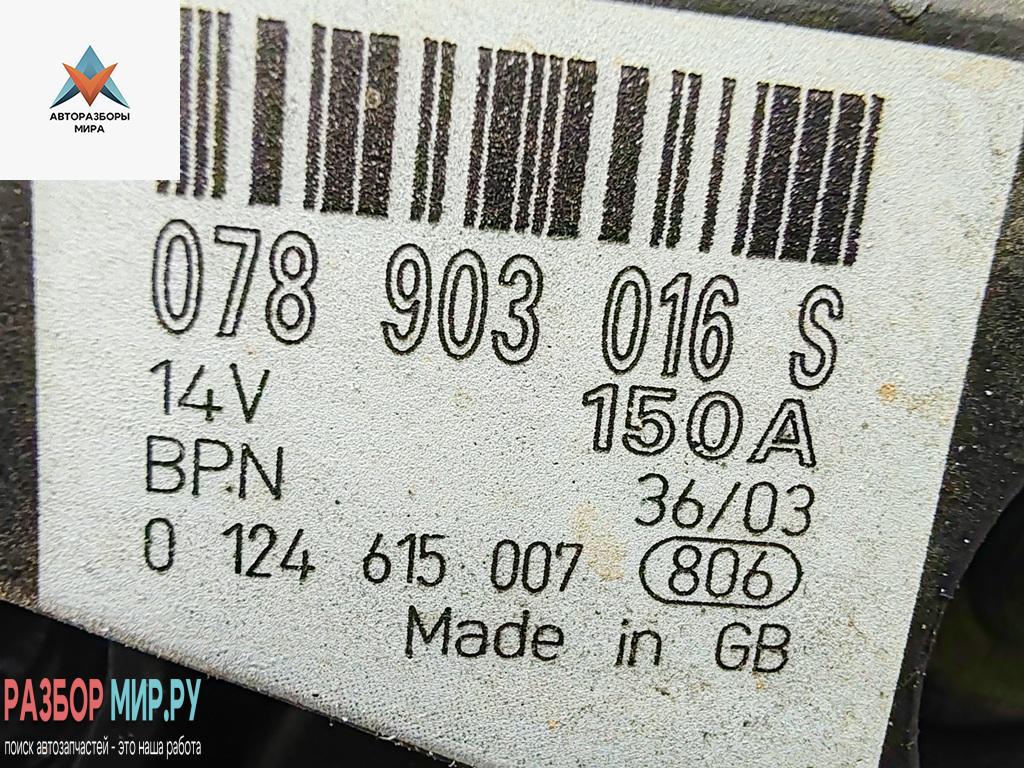 АВТОРАЗБОРЫ
МИРА
078 903 016 S
14V 150A
BPN 36/03
0 124 615 007 806
Made in GB
РАЗБОР МИР.РУ
поиск автозапчастей - это наша работа